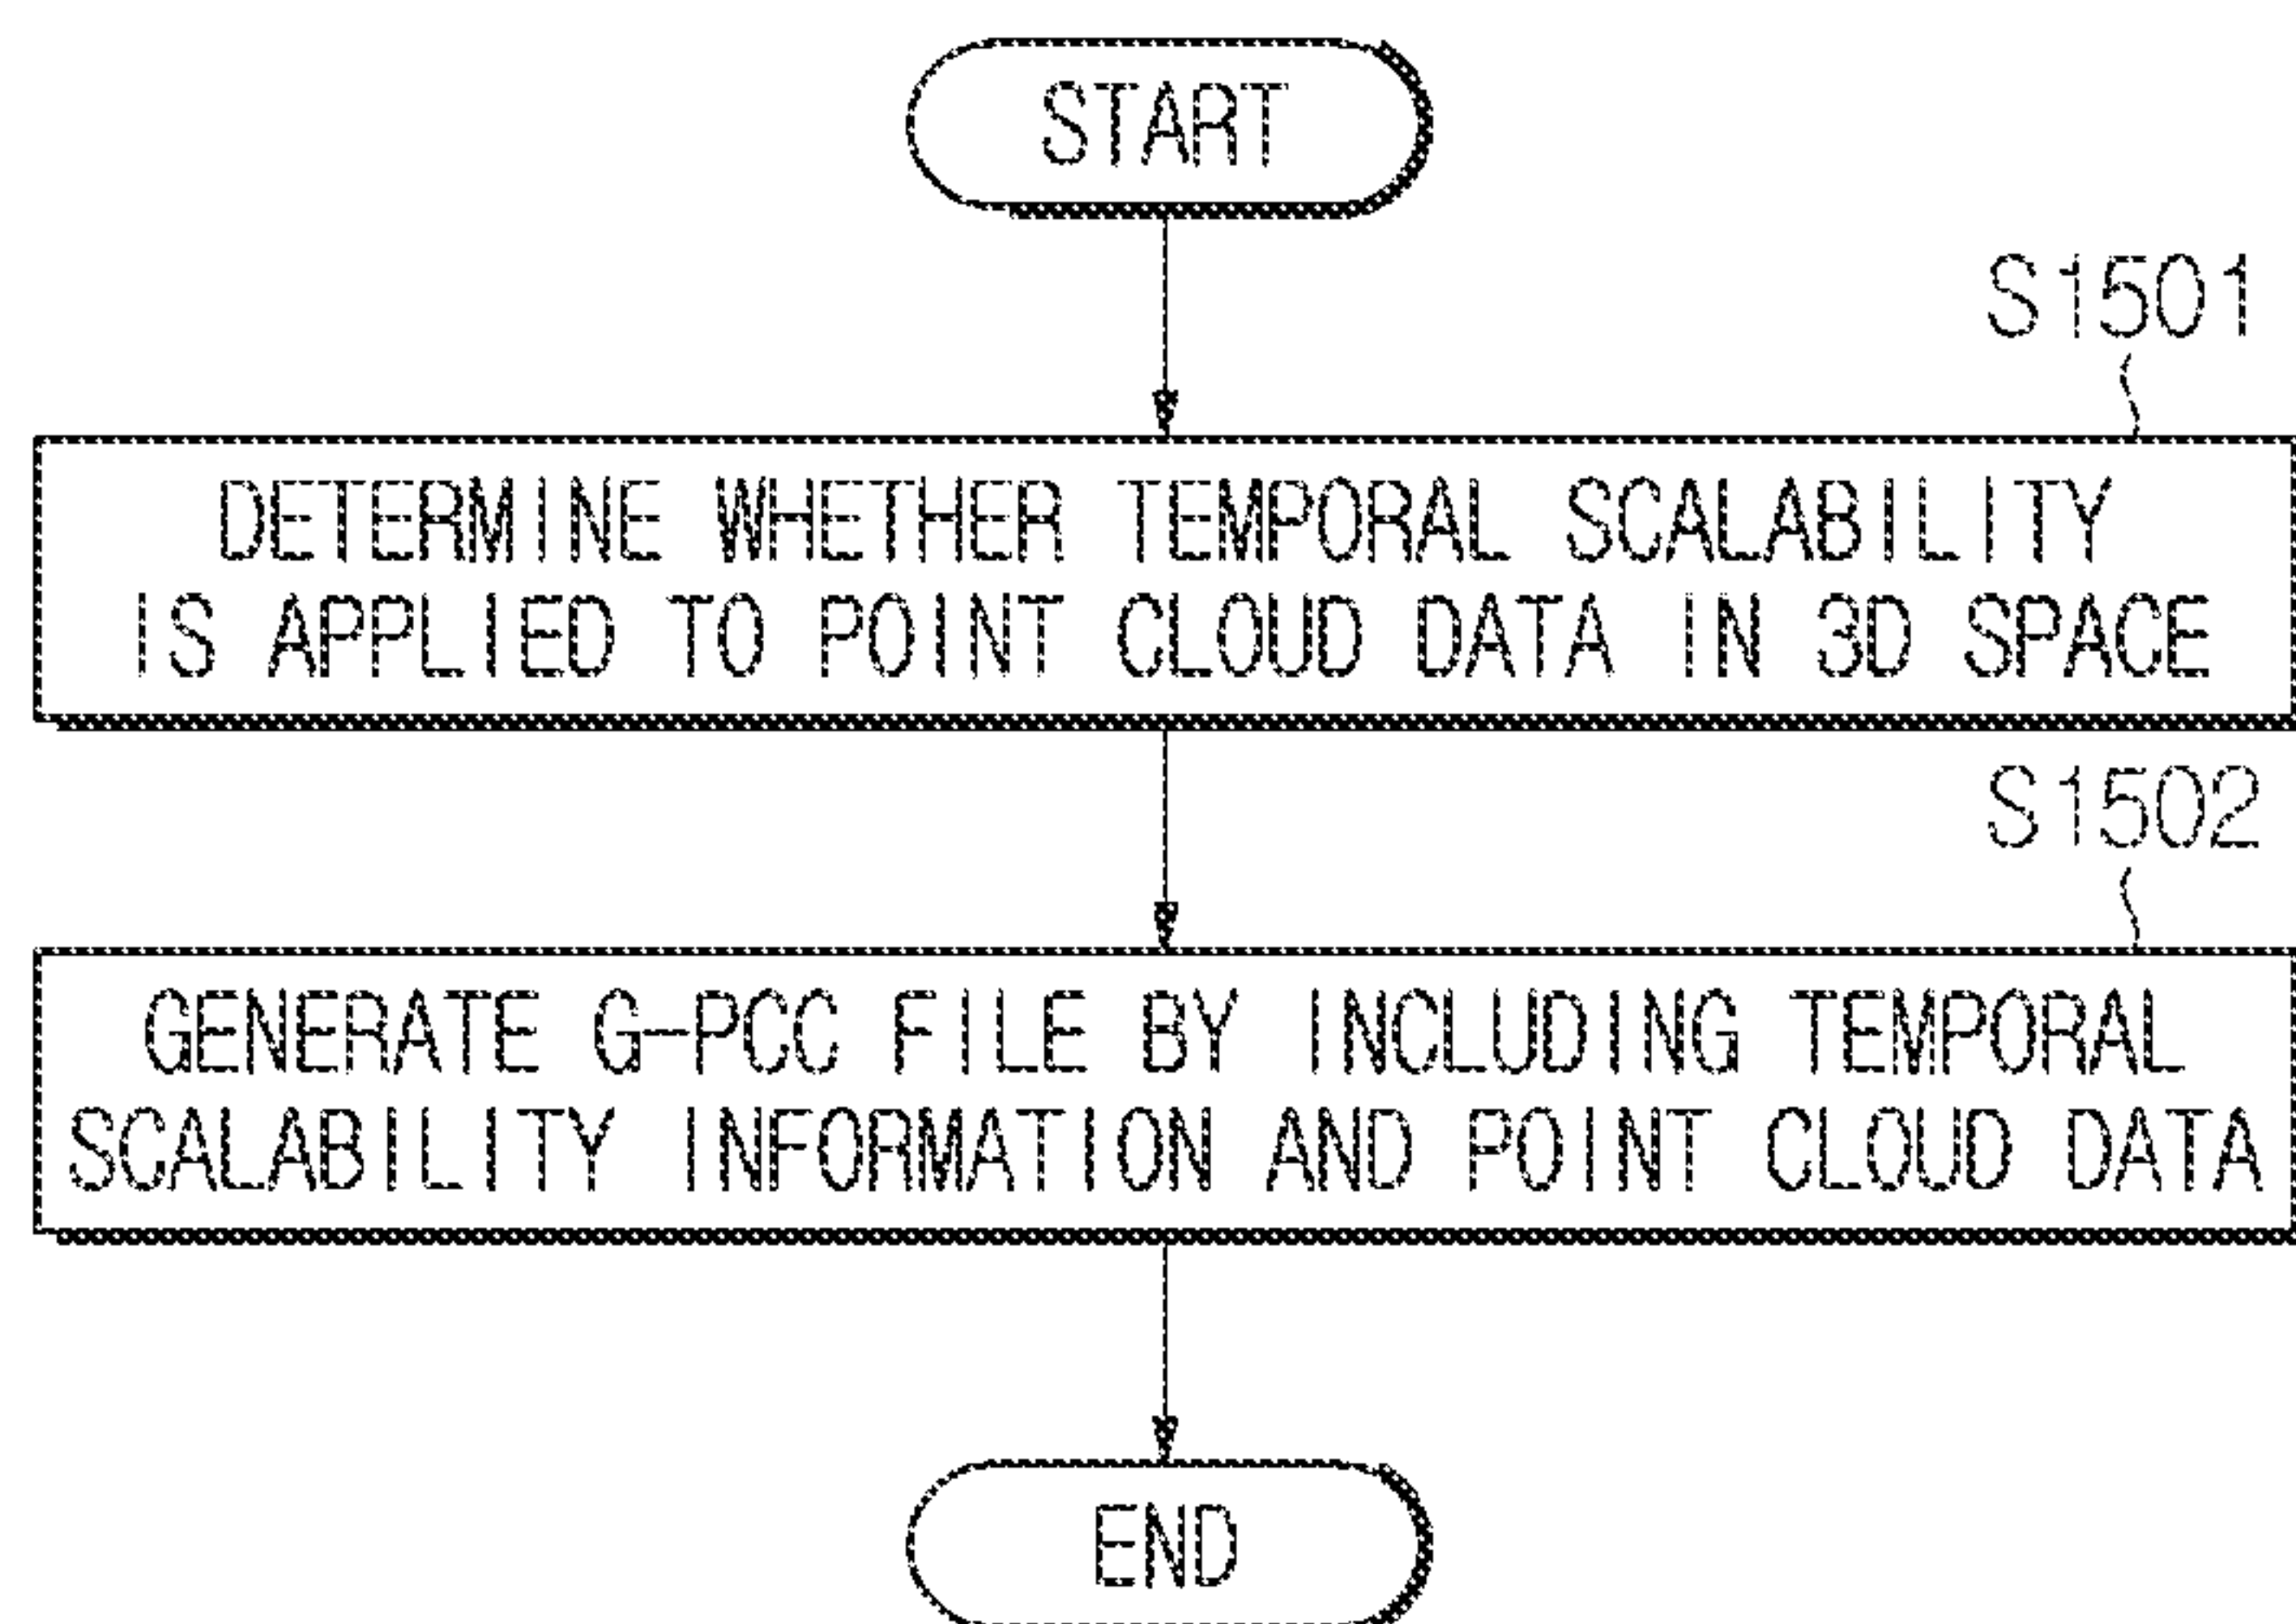 START
S1501
DETERMINE WHETHER TEMPORAL SCALABILITY
IS APPLIED TO POINT CLOUD DATA IN 3D SPACE
S1502
GENERATE G-PCC FILE BY INCLUDING TEMPORAL
SCALABILITY INFORMATION AND POINT CLOUD DATA
END